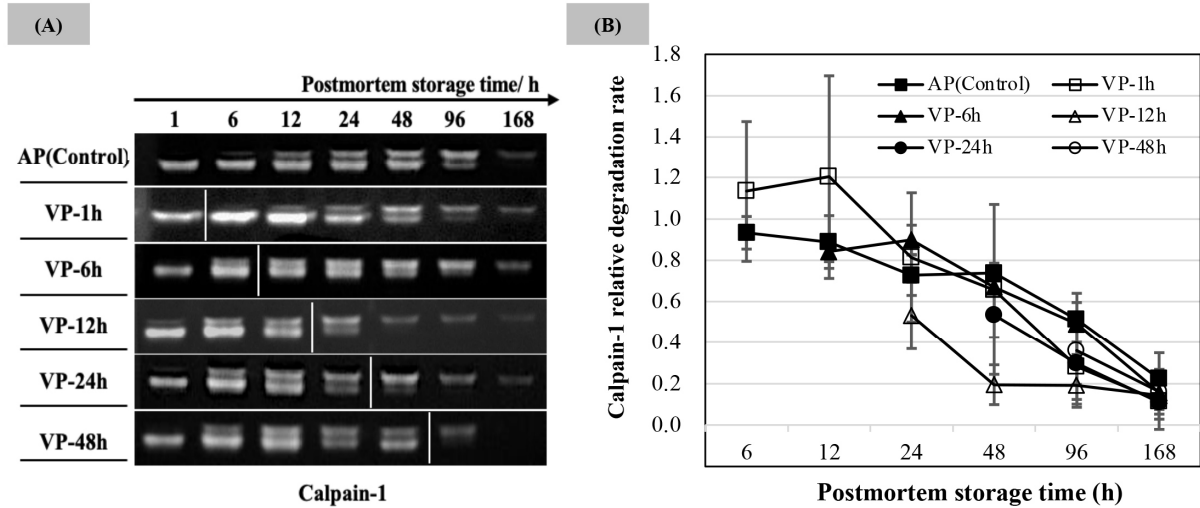 (A)
Postmortem storage time/ h
1 6 12 24 48 96 168
AP(Control)
VP-1h
VP-6h
VP-12h
VP-24h
VP-48h
Calpain-1
(B)
Calpain-1 relative degradation rate
1.8
1.6
1.4
1.2
1.0
0.8
0.6
0.4
0.2
0.0
AP(Control) VP-1h
VP-6h VP-12h
VP-24h VP-48h
6 12 24 48 96 168
Postmortem storage time (h)